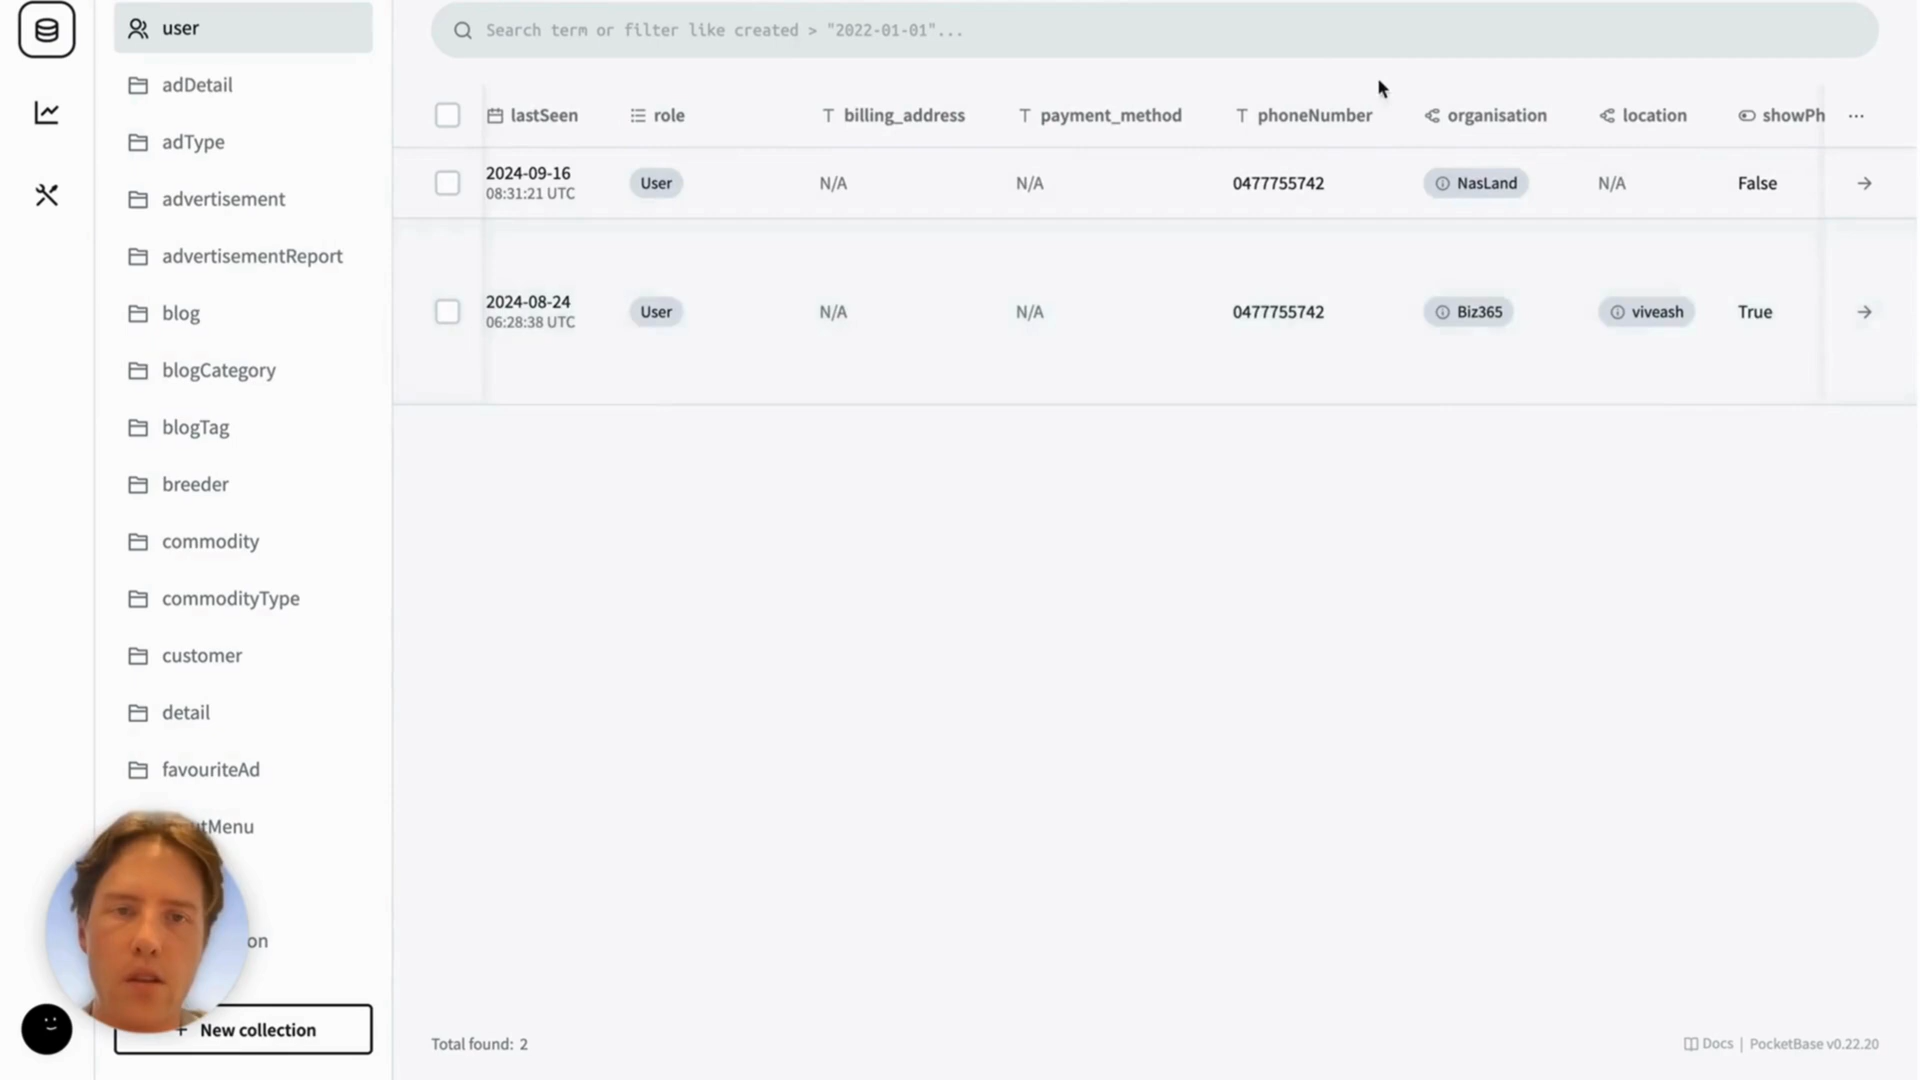 user
adDetail
adType
advertisement
advertisementReport
blog
blogCategory
blogTag
breeder
commodity
commodityType
customer
detail
favouriteAd
New collection
Search term or filter like created > "2022-01-01"...
lastSeen role billing_address payment_method phoneNumber organisation location showPh ...
2024-09-16
08:31:21 UTC
User N/A N/A 0477755742 NasLand N/A False
2024-08-24
06:28:38 UTC
User N/A N/A 0477755742 Biz365 viveash True
Total found: 2
Docs | PocketBase v0.22.20